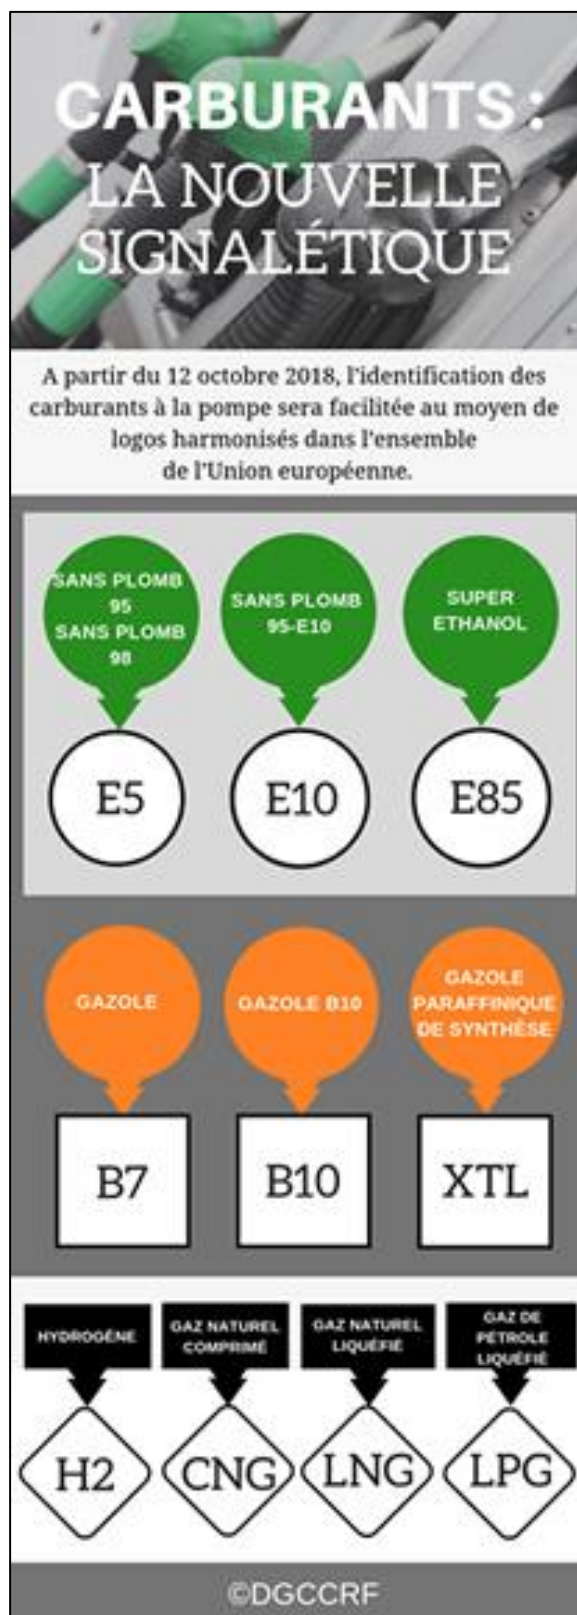 CARBURANTS :
LA NOUVELLE
SIGNALÉTIQUE
A partir du 12 octobre 2018, l'identification des
carburants à la pompe sera facilitée au moyen de
logos harmonisés dans l'ensemble
de l'Union européenne.
SANS PLOMB
95
SANS PLOMB
98
SANS PLOMB
95-E10
SUPER
ETHANOL
E5
E10
E85
GAZOLE
GAZOLE B10
GAZOLE
PARAFFINIQUE
DE SYNTHÈSE
B7
B10
XTL
HYDROGÈNE
GAZ NATUREL
COMPRIMÉ
GAZ NATUREL
LIQUÉFIÉ
GAZ DE
PÉTROLE
LIQUÉFIÉ
H2
CNG
LNG
LPG
©DGCCRF